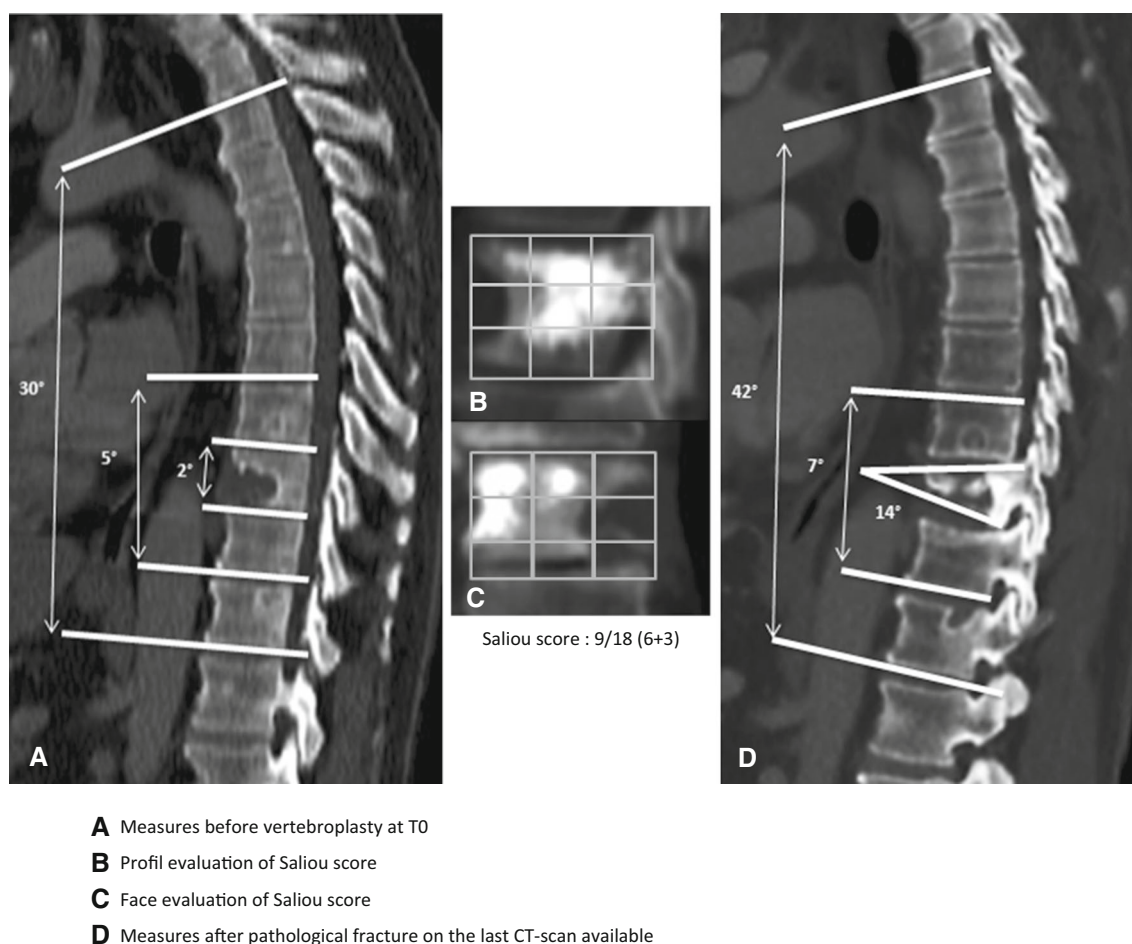 30°
5°
2°
A
B
C
Saliou score : 9/18 (6+3)
42°
7°
14°
D
A Measures before vertebroplasty at T0
B Profil evaluation of Saliou score
C Face evaluation of Saliou score
D Measures after pathological fracture on the last CT-scan available